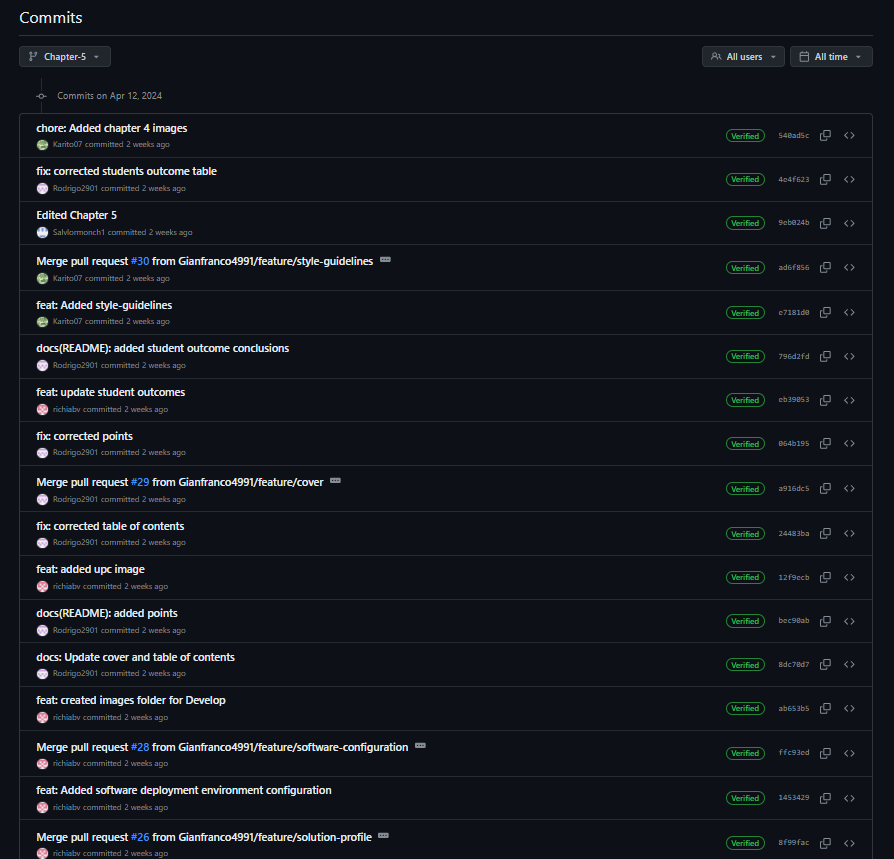 Commits
Chapter-5
All users
All time
Commits on Apr 12, 2024
chore: Added chapter 4 images
Verified
540ad5c
Karito07 committed 2 weeks ago
fix: corrected students outcome table
Verified
4e4f623
Rodrigo2901 committed 2 weeks ago
Edited Chapter 5
Verified
9eb024b
Salvlormonch1 committed 2 weeks ago
Merge pull request #30 from Gianfranco4991/feature/style-guidelines
Verified
ad6f856
Karito07 committed 2 weeks ago
feat: Added style-guidelines
Verified
e7181d0
Karito07 committed 2 weeks ago
docs(README): added student outcome conclusions
Verified
796d2fd
Rodrigo2901 committed 2 weeks ago
feat: update student outcomes
Verified
eb39053
richiabv committed 2 weeks ago
fix: corrected points
Verified
064b195
Rodrigo2901 committed 2 weeks ago
Merge pull request #29 from Gianfranco4991/feature/cover
Verified
a916dc5
Rodrigo2901 committed 2 weeks ago
fix: corrected table of contents
Verified
24483ba
Rodrigo2901 committed 2 weeks ago
feat: added upc image
Verified
12f9ecb
richiabv committed 2 weeks ago
docs(README): added points
Verified
bec90ab
Rodrigo2901 committed 2 weeks ago
docs: Update cover and table of contents
Verified
8dc70d7
Rodrigo2901 committed 2 weeks ago
feat: created images folder for Develop
Verified
ab653b5
richiabv committed 2 weeks ago
Merge pull request #28 from Gianfranco4991/feature/software-configuration
Verified
ffc93ed
richiabv committed 2 weeks ago
feat: Added software deployment environment configuration
Verified
1453429
richiabv committed 2 weeks ago
Merge pull request #26 from Gianfranco4991/feature/solution-profile
Verified
8f99fac
richiabv committed 2 weeks ago